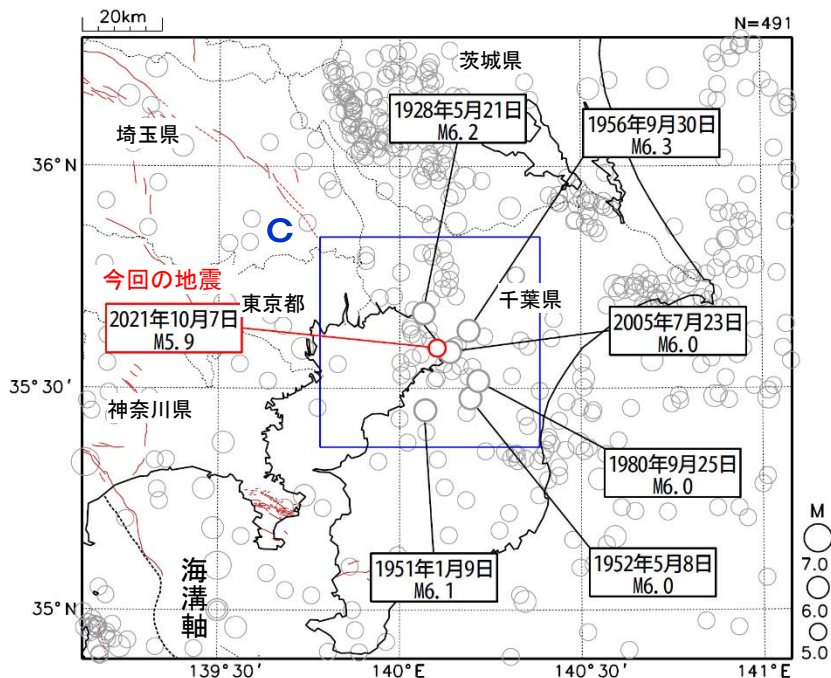 20km
N=491
茨城県
1928年5月21日
M6.2
1956年9月30日
M6.3
埼玉県
36°N
C
今回の地震
2021年10月7日
M5.9
東京都
千葉県
2005年7月23日
M6.0
35°30′
神奈川県
1980年9月25日
M6.0
M
7.0
6.0
5.0
海溝軸
1951年1月9日
M6.1
1952年5月8日
M6.0
35°N
139°30′
140°E
140°30′
141°E